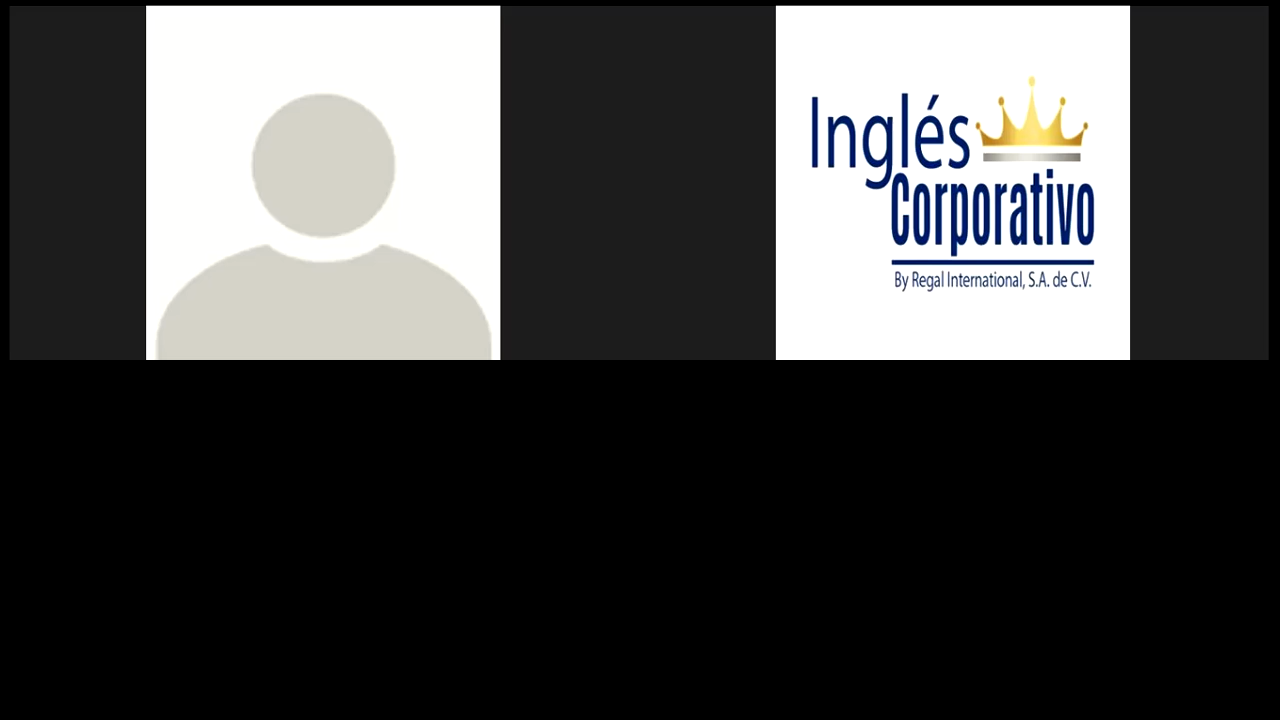 Inglés
Corporativo
By Regal International, S.A. de C.V.